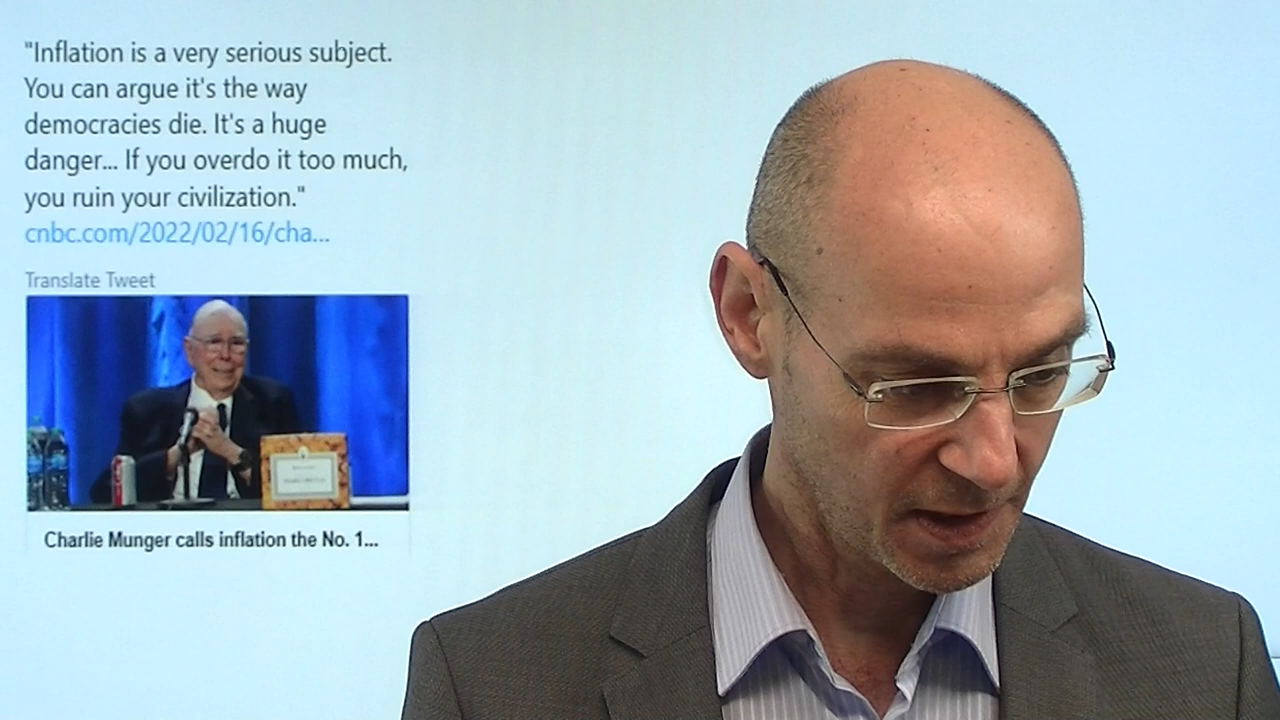 "Inflation is a very serious subject.
You can argue it's the way
democracies die. It's a huge
danger... If you overdo it too much,
you ruin your civilization."
cnbc.com/2022/02/16/cha...
Translate Tweet
Charlie Munger calls inflation the No. 1...